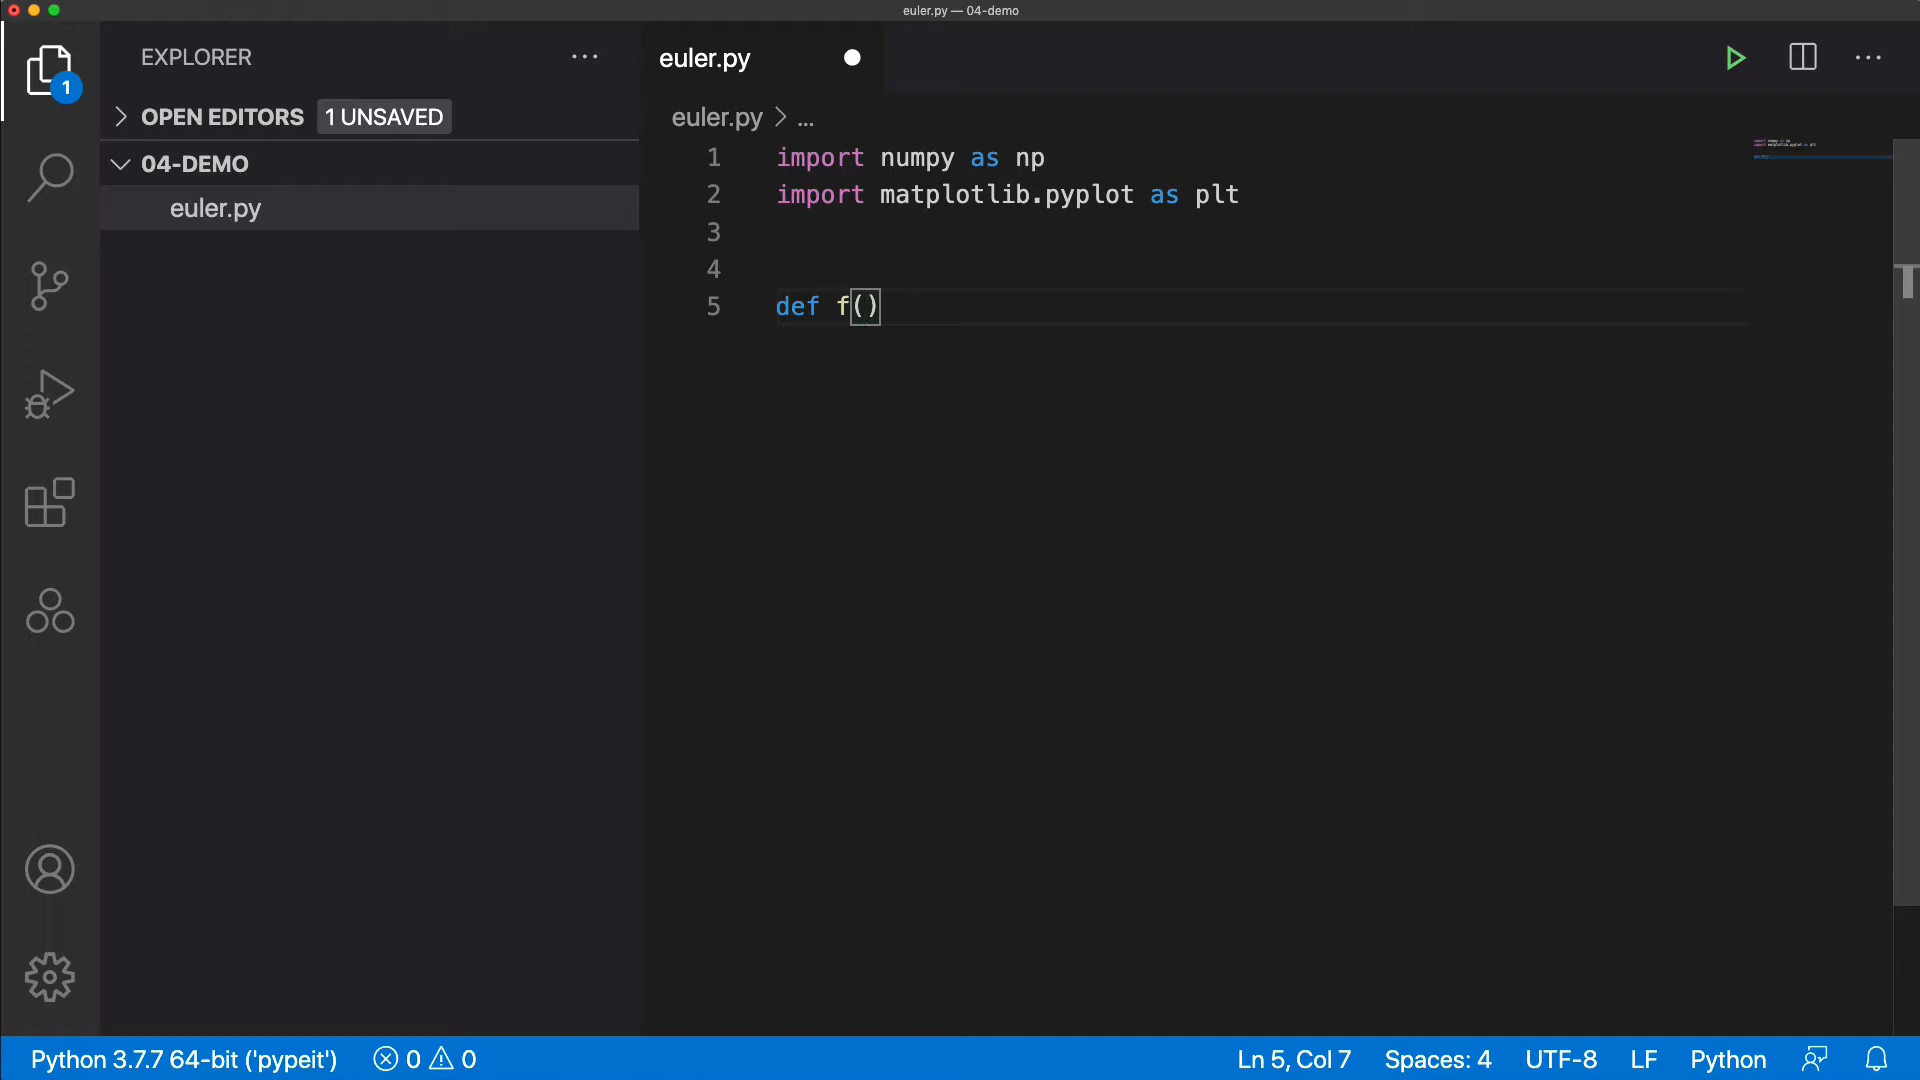 euler.py — 04-demo
EXPLORER
OPEN EDITORS 1 UNSAVED
04-DEMO
euler.py
1
euler.py
euler.py > ...
1 import numpy as np
2 import matplotlib.pyplot as plt
3
4
5 def f()
Python 3.7.7 64-bit ('pypeit') 0 0 Ln 5, Col 7 Spaces: 4 UTF-8 LF Python